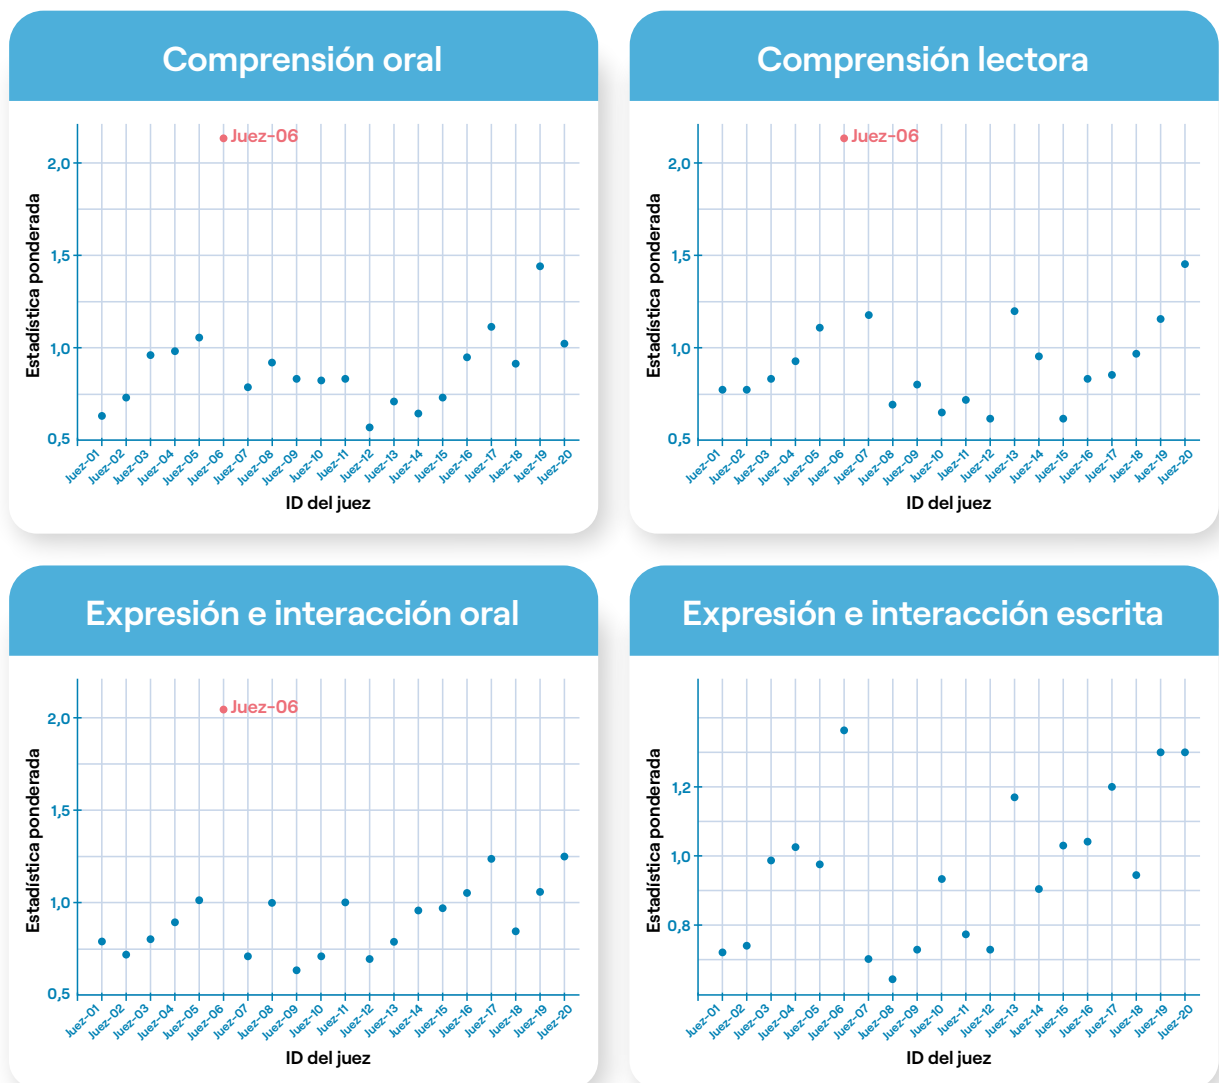 Comprensión oral
Juez-06
2,0
1,5
1,0
0,5
Estadística ponderada
Juez-01
Juez-02
Juez-03
Juez-04
Juez-05
Juez-06
Juez-07
Juez-08
Juez-09
Juez-10
Juez-11
Juez-12
Juez-13
Juez-14
Juez-15
Juez-16
Juez-17
Juez-18
Juez-19
Juez-20
ID del juez
Comprensión lectora
Juez-06
2,0
1,5
1,0
0,5
Estadística ponderada
Juez-01
Juez-02
Juez-03
Juez-04
Juez-05
Juez-06
Juez-07
Juez-08
Juez-09
Juez-10
Juez-11
Juez-12
Juez-13
Juez-14
Juez-15
Juez-16
Juez-17
Juez-18
Juez-19
Juez-20
ID del juez
Expresión e interacción oral
Juez-06
2,0
1,5
1,0
0,5
Estadística ponderada
Juez-01
Juez-02
Juez-03
Juez-04
Juez-05
Juez-06
Juez-07
Juez-08
Juez-09
Juez-10
Juez-11
Juez-12
Juez-13
Juez-14
Juez-15
Juez-16
Juez-17
Juez-18
Juez-19
Juez-20
ID del juez
Expresión e interacción escrita
1,2
1,0
0,8
Estadística ponderada
Juez-01
Juez-02
Juez-03
Juez-04
Juez-05
Juez-06
Juez-07
Juez-08
Juez-09
Juez-10
Juez-11
Juez-12
Juez-13
Juez-14
Juez-15
Juez-16
Juez-17
Juez-18
Juez-19
Juez-20
ID del juez